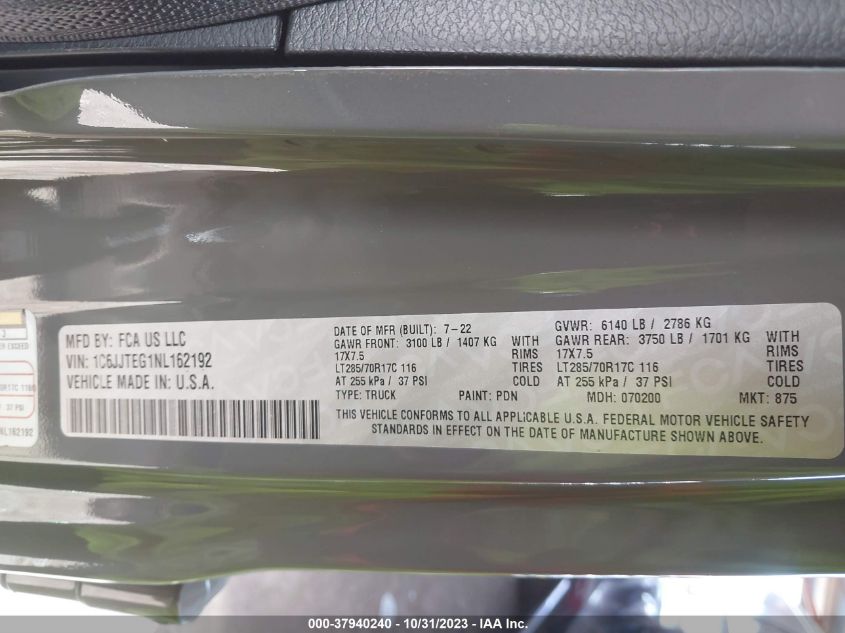 MFD BY: FCA US LLC
VIN: 1C6JJTEG1NL162192
VEHICLE MADE IN: U.S.A.
DATE OF MFR (BUILT): 7-22
GAWR FRONT: 3100 LB / 1407 KG WITH
17X7.5 RIMS
LT285/70R17C 116 TIRES
AT 255 kPa / 37 PSI COLD
TYPE: TRUCK PAINT: PDN
GVWR: 6140 LB / 2786 KG
GAWR REAR: 3750 LB / 1701 KG WITH
17X7.5 RIMS
LT285/70R17C 116 TIRES
AT 255 kPa / 37 PSI COLD
MDH: 070200 MKT: 875
THIS VEHICLE CONFORMS TO ALL APPLICABLE U.S.A. FEDERAL MOTOR VEHICLE SAFETY
STANDARDS IN EFFECT ON THE DATE OF MANUFACTURE SHOWN ABOVE.
3
37 PSI
NL162192
000-37940240 - 10/31/2023 - IAA Inc.